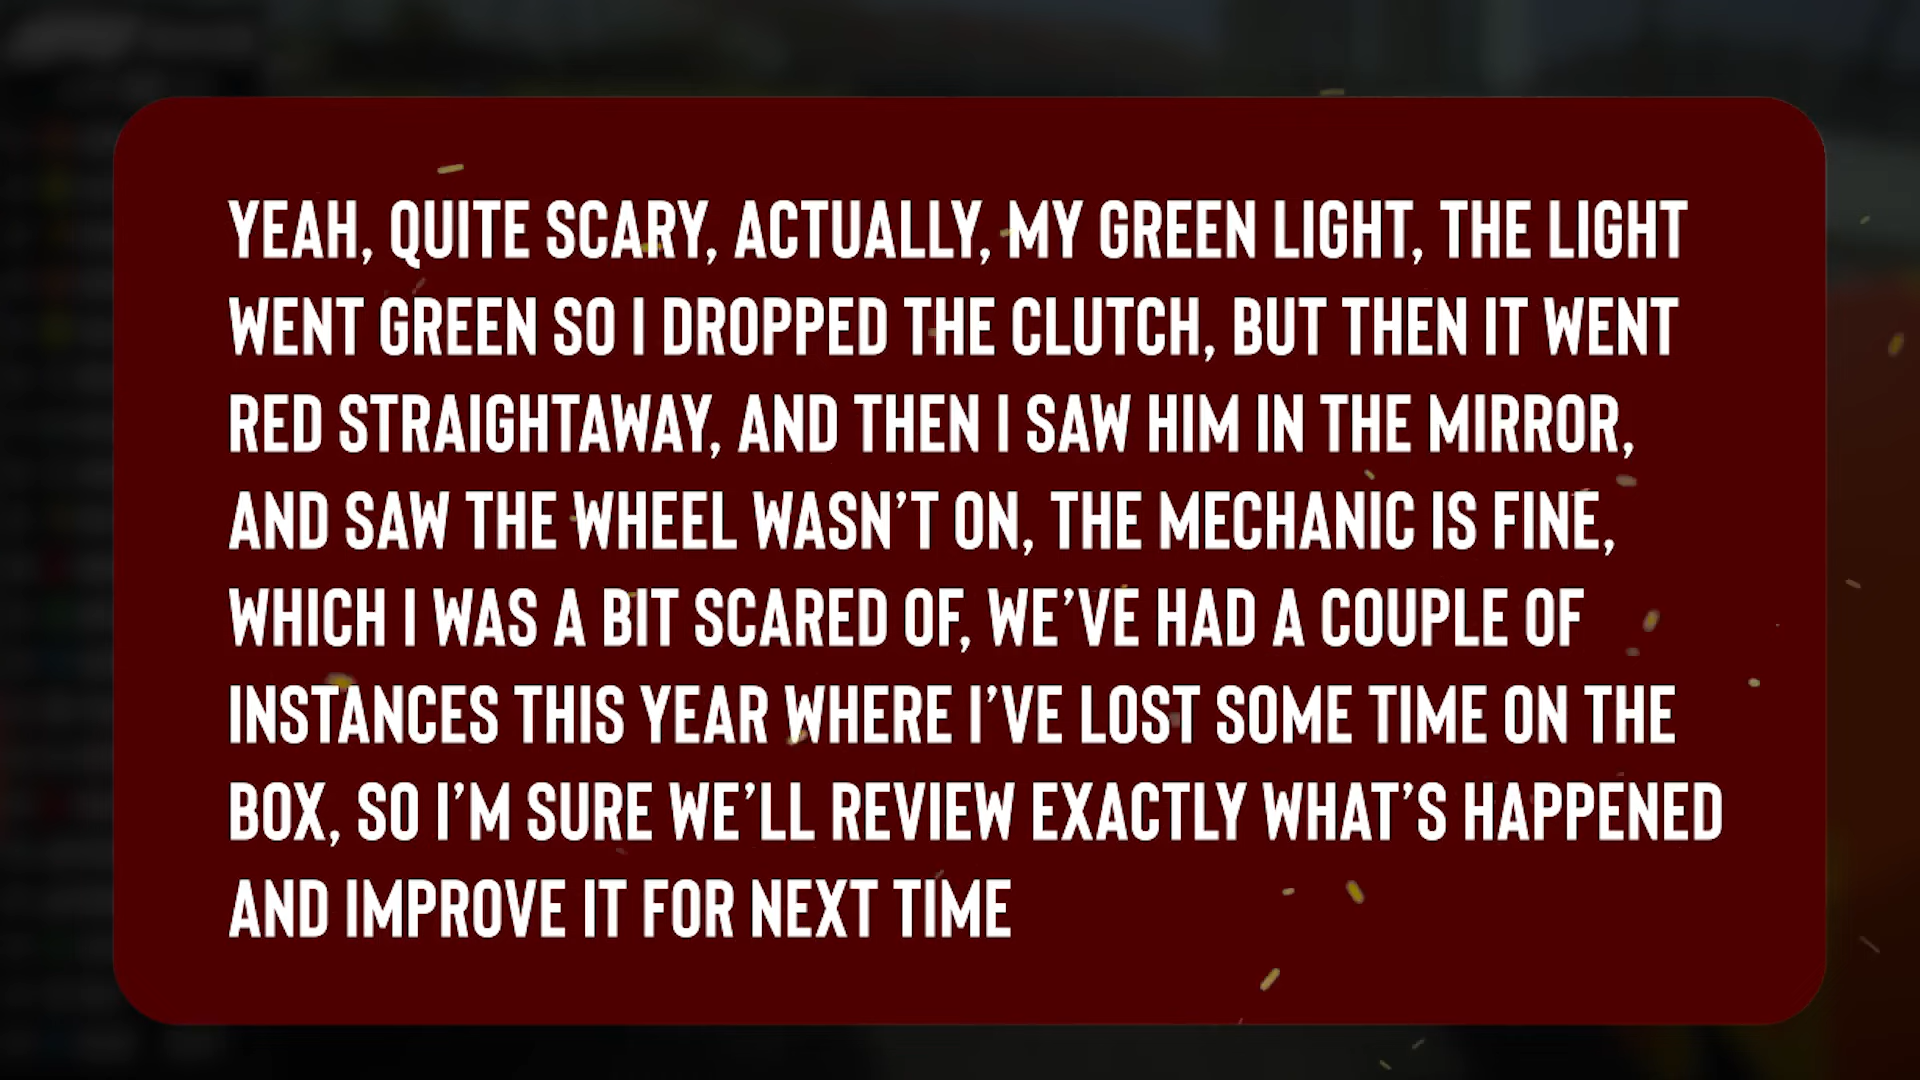 YEAH, QUITE SCARY, ACTUALLY, MY GREEN LIGHT, THE LIGHT
WENT GREEN SO I DROPPED THE CLUTCH, BUT THEN IT WENT
RED STRAIGHTAWAY, AND THEN I SAW HIM IN THE MIRROR,
AND SAW THE WHEEL WASN'T ON, THE MECHANIC IS FINE,
WHICH I WAS A BIT SCARED OF, WE'VE HAD A COUPLE OF
INSTANCES THIS YEAR WHERE I'VE LOST SOME TIME ON THE
BOX, SO I'M SURE WE'LL REVIEW EXACTLY WHAT'S HAPPENED
AND IMPROVE IT FOR NEXT TIME